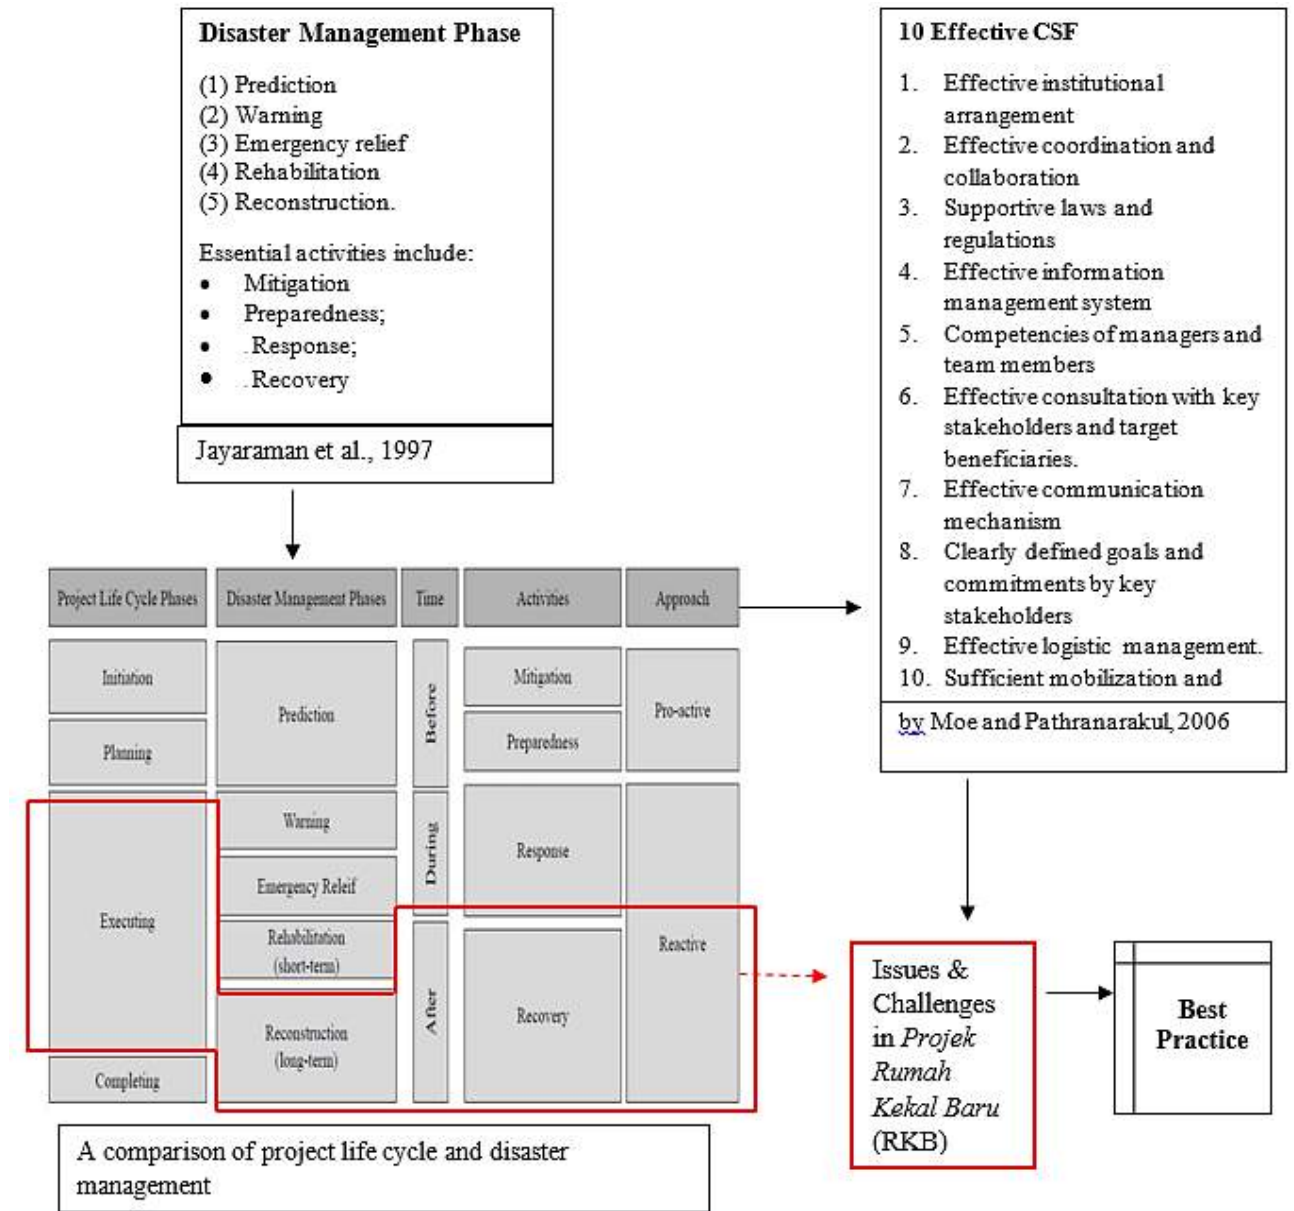 Disaster Management Phase
(1) Prediction
(2) Warning
(3) Emergency relief
(4) Rehabilitation
(5) Reconstruction.
Essential activities include:
• Mitigation
• Preparedness;
• . Response;
• . Recovery
Jayaraman et al., 1997
10 Effective CSF
1. Effective institutional
arrangement
2. Effective coordination and
collaboration
3. Supportive laws and
regulations
4. Effective information
management system
5. Competencies of managers and
team members
6. Effective consultation with key
stakeholders and target
beneficiaries.
7. Effective communication
mechanism
8. Clearly defined goals and
commitments by key
stakeholders
9. Effective logistic management.
10. Sufficient mobilization and
by Moe and Pathranarakul, 2006
Project Life Cycle Phases
Disaster Management Phases
Time
Activities
Approach
Initiation
Planning
Executing
Completing
Prediction
Warning
Emergency Releif
Rehabilitation
(short-term)
Reconstruction
(long-term)
Before
During
After
Mitigation
Preparedness
Response
Recovery
Pro-active
Reactive
A comparison of project life cycle and disaster
management
Issues &
Challenges
in Projek
Rumah
Kekal Baru
(RKB)
Best
Practice